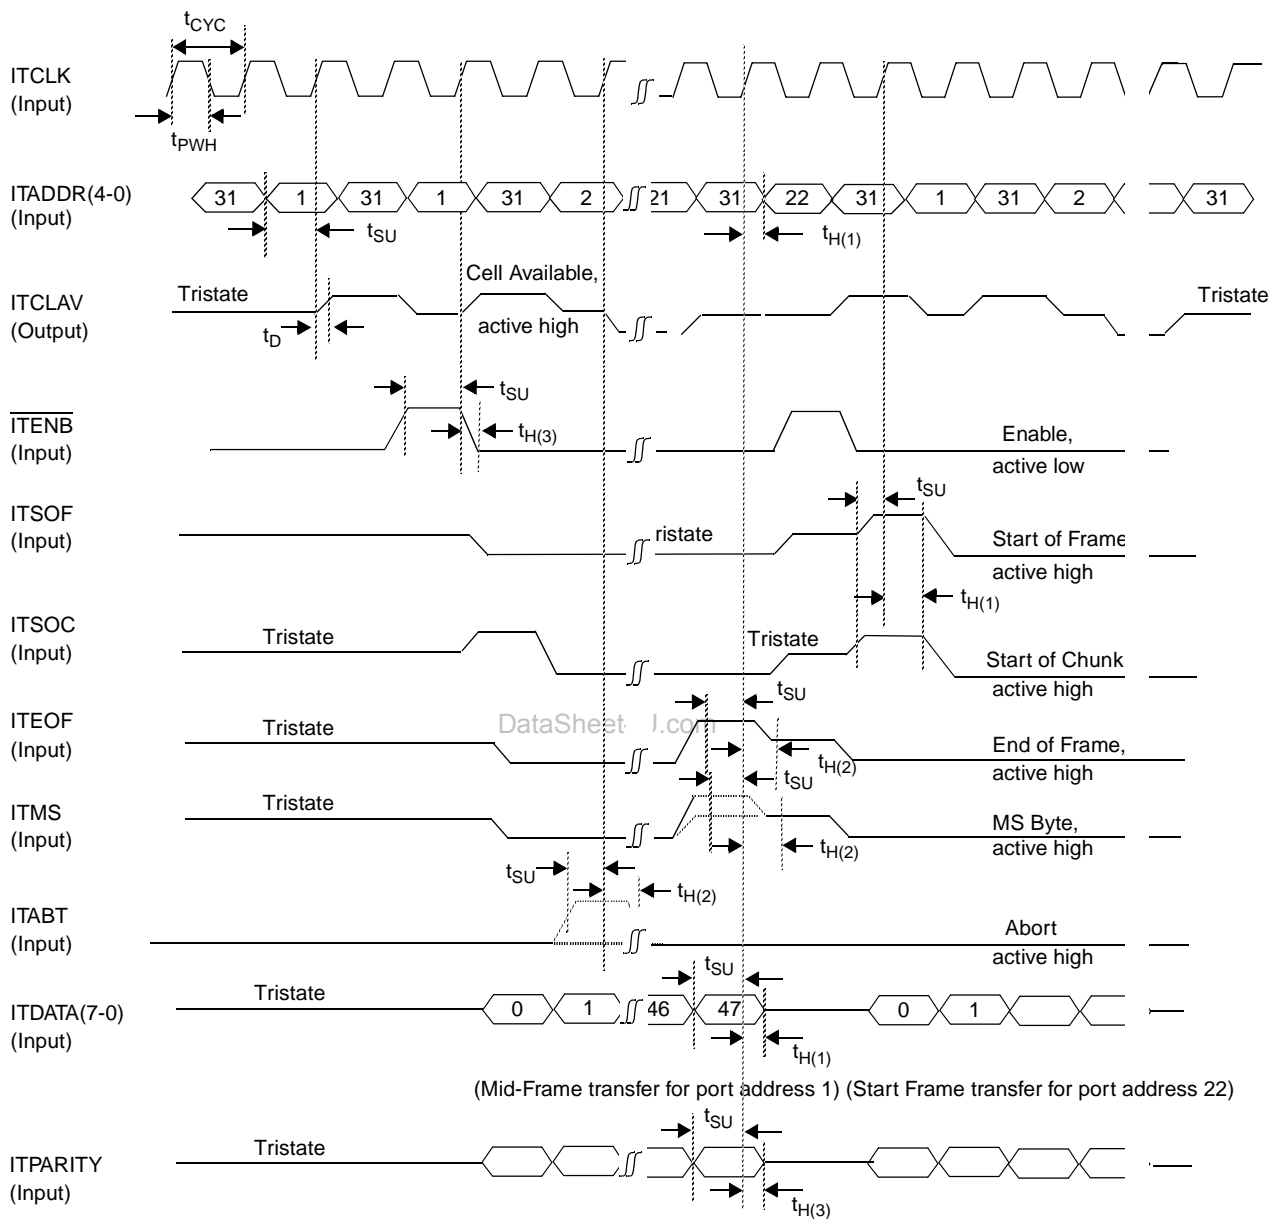 tCYC
ITCLK
(Input)
tPWH
ITADDR(4-0)
(Input)
31 1 31 1 31 2 21 31 22 31 1 31 2 31
tSU
tH(1)
Cell Available,
ITCLAV
(Output)
Tristate
Tristate
tD
active high
tSU
ITENB
(Input)
tH(3)
Enable,
active low
tSU
ITSOF
(Input)
ristate
Start of Frame
active high
tH(1)
ITSOC
(Input)
Tristate
Tristate
Start of Chunk
active high
tSU
ITEOF
(Input)
Tristate
DataSheet4U.com
End of Frame,
active high
tH(2)
tSU
ITMS
(Input)
Tristate
MS Byte,
active high
tH(2)
tSU
tH(2)
ITABT
(Input)
Abort
active high
tSU
ITDATA(7-0)
(Input)
Tristate
0 1 46 47 0 1
tH(1)
(Mid-Frame transfer for port address 1) (Start Frame transfer for port address 22)
tSU
ITPARITY
(Input)
Tristate
tH(3)